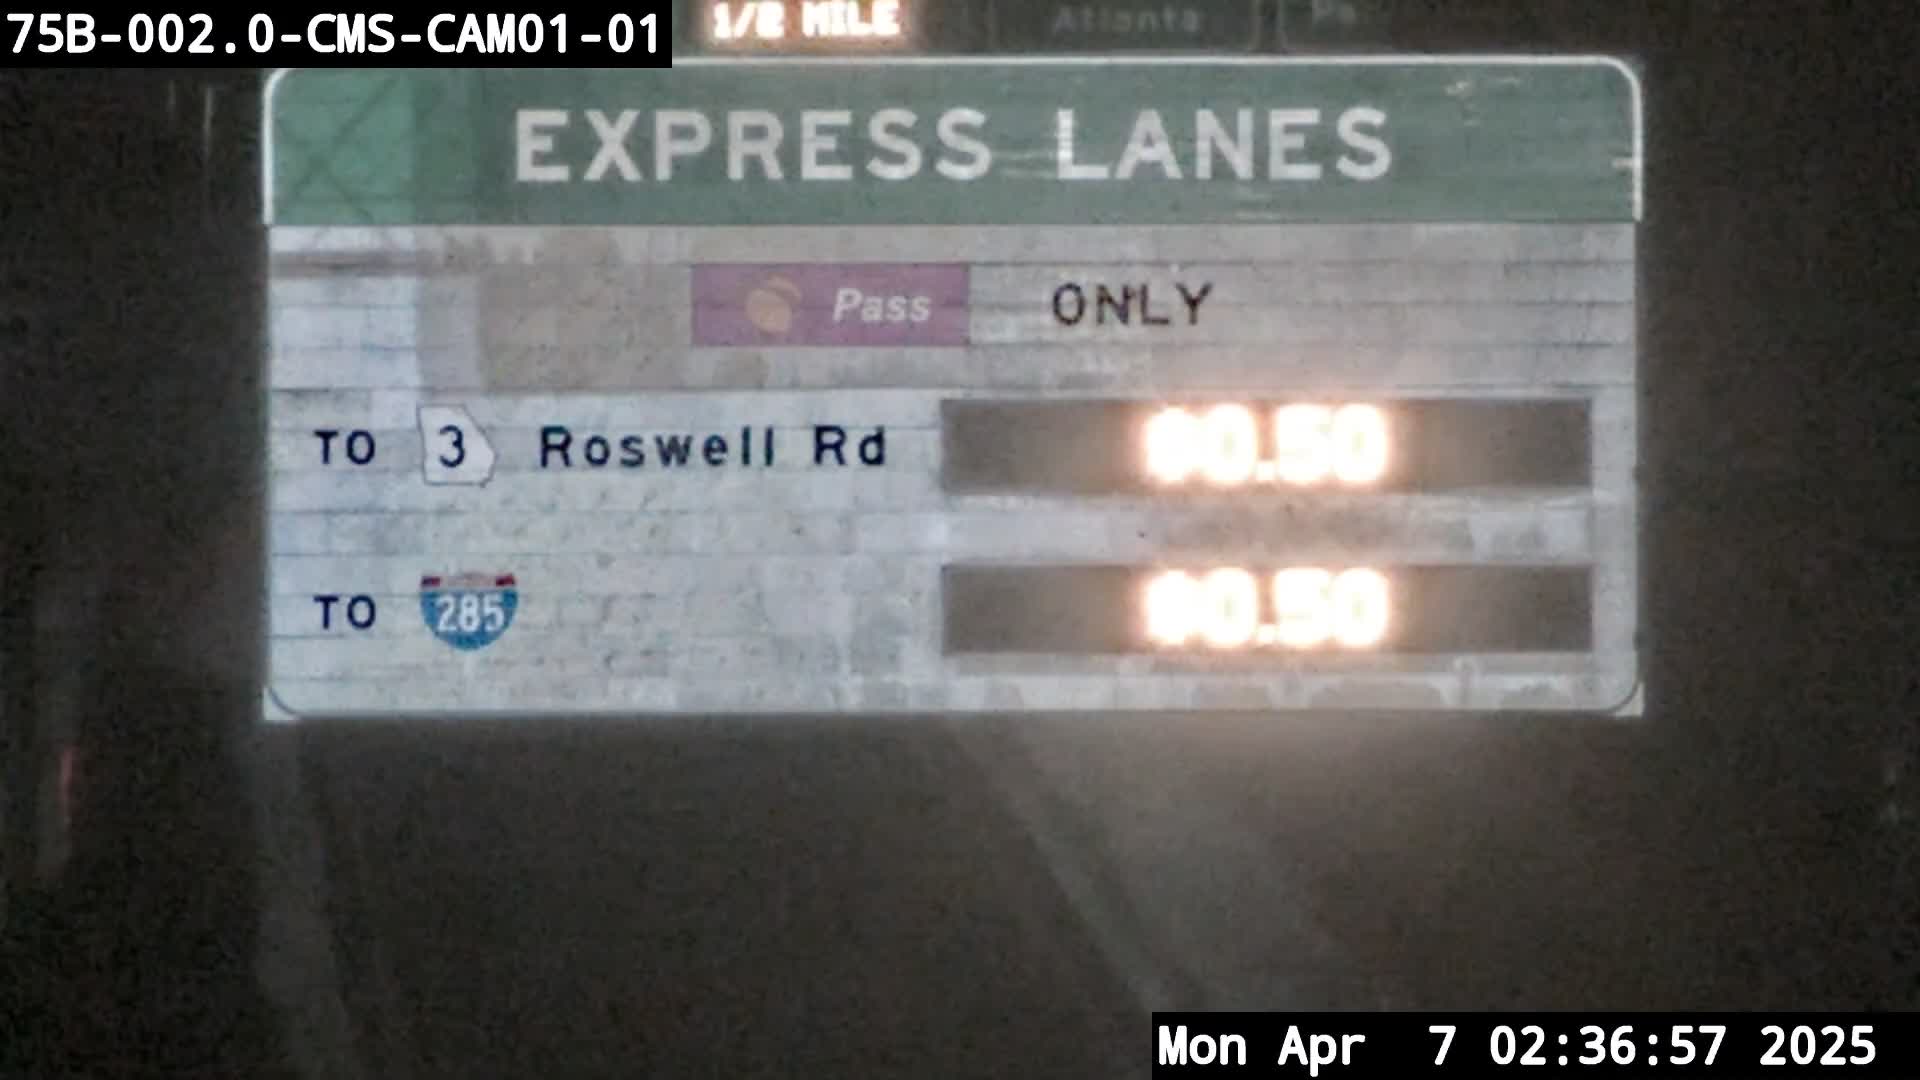 75B-002.0-CMS-CAM01-01
1/2 MILE
Atlanta
EXPRESS LANES
Pass ONLY
TO 3 Roswell Rd $0.50
TO 285 $0.50
Mon Apr 7 02:36:57 2025